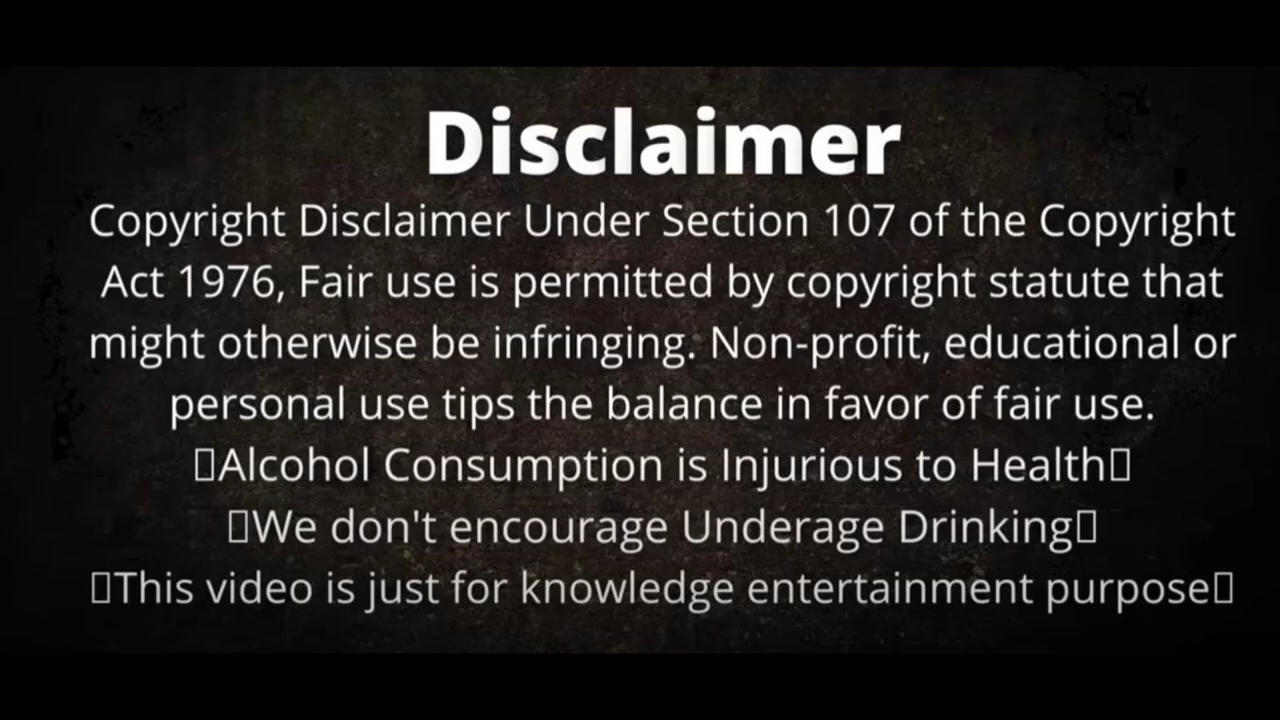 Disclaimer
Copyright Disclaimer Under Section 107 of the Copyright
Act 1976, Fair use is permitted by copyright statute that
might otherwise be infringing. Non-profit, educational or
personal use tips the balance in favor of fair use.
▯Alcohol Consumption is Injurious to Health▯
▯We don't encourage Underage Drinking▯
▯This video is just for knowledge entertainment purpose▯